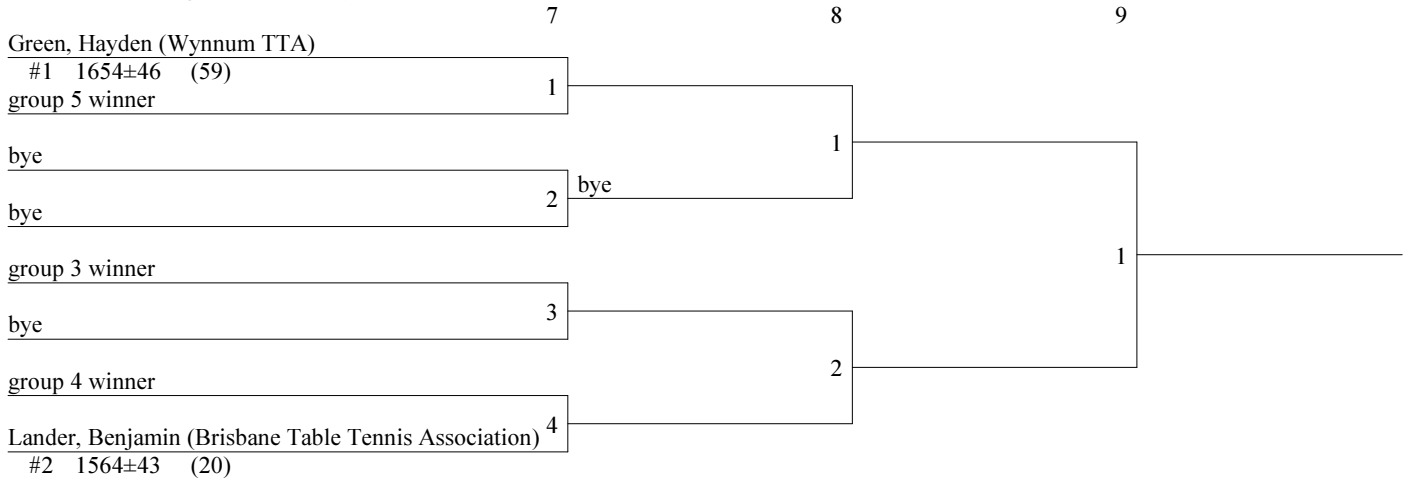 7 8 9
Green, Hayden (Wynnum TTA)
#1 1654±46 (59)
1
group 5 winner
bye
1
2 bye
bye
group 3 winner
1
3
bye
2
group 4 winner
4
Lander, Benjamin (Brisbane Table Tennis Association)
#2 1564±43 (20)